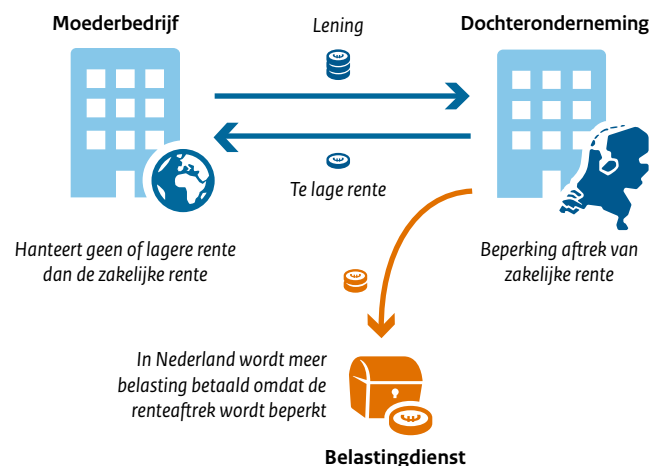 Moederbedrijf
Lening
Dochteronderneming
Te lage rente
Hanteert geen of lagere rente
dan de zakelijke rente
Beperking aftrek van
zakelijke rente
In Nederland wordt meer
belasting betaald omdat de
renteaftrek wordt beperkt
Belastingdienst